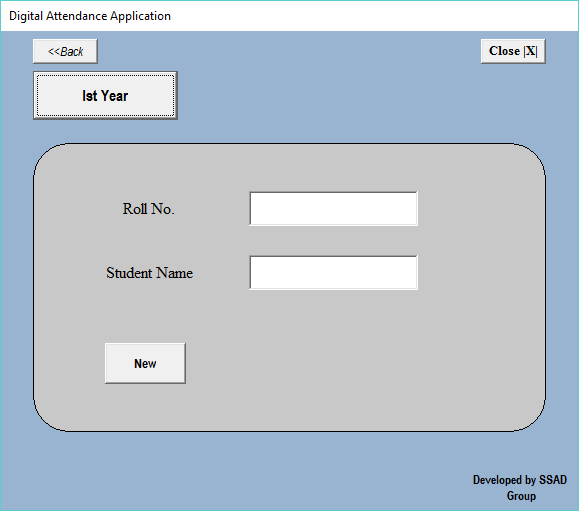 Digital Attendance Application
<<Back
Close |X|
Ist Year
Roll No.
Student Name
New
Developed by SSAD
Group